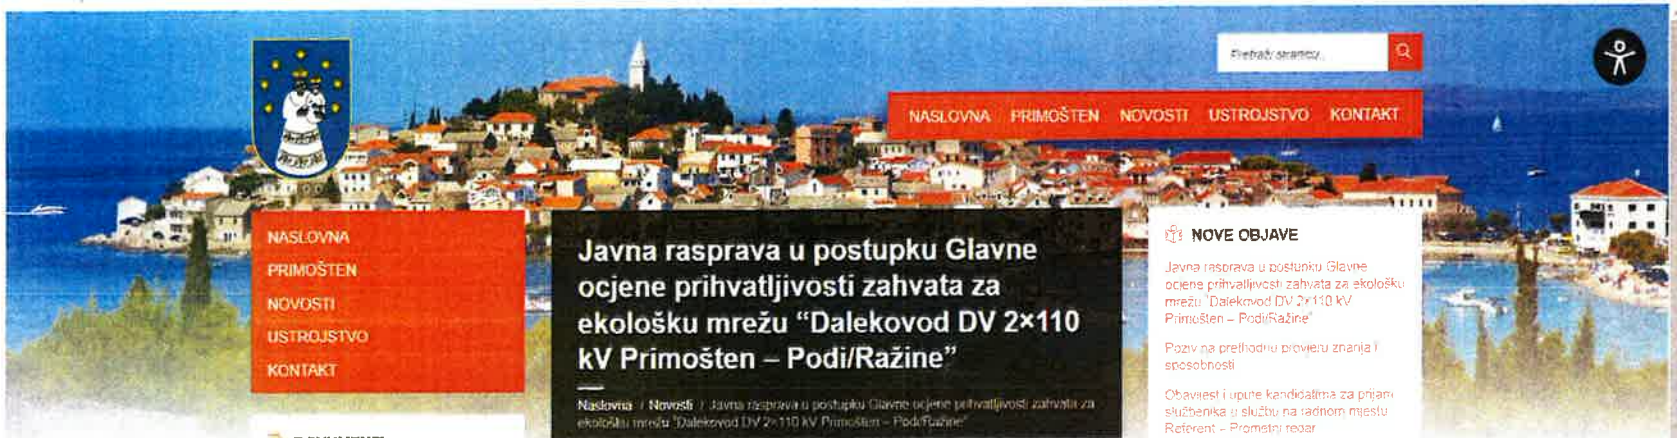 Pretraži stranicu...
NASLOVNA PRIMOŠTEN NOVOSTI USTROJSTVO KONTAKT
NASLOVNA
PRIMOŠTEN
NOVOSTI
USTROJSTVO
KONTAKT
Javna rasprava u postupku Glavne
ocjene prihvatljivosti zahvata za
ekološku mrežu “Dalekovod DV 2×110
kV Primošten – Podi/Ražine”
Naslovna / Novosti / Javna rasprava u postupku Glavne ocjene prihvatljivosti zahvata za
ekološku mrežu “Dalekovod DV 2×110 kV Primošten – Podi/Ražine”
NOVE OBJAVE
Javna rasprava u postupku Glavne
ocjene prihvatljivosti zahvata za ekološku
mrežu “Dalekovod DV 2×110 kV
Primošten – Podi/Ražine”
Poziv na prethodnu provjeru znanja i
sposobnosti
Obavijest i upute kandidatima za prijam
službenika u službu na radnom mjestu
Referent – Prometni redar